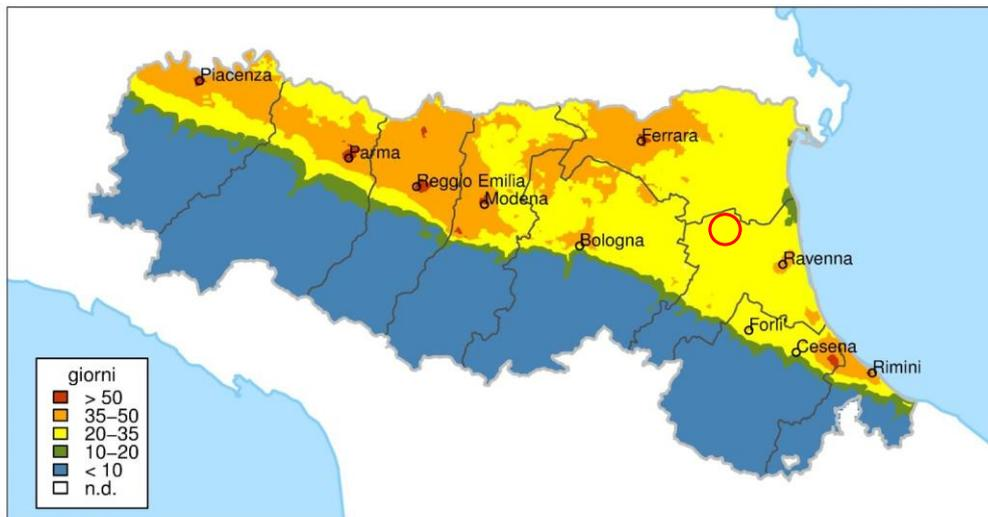 Piacenza
Parma
Reggio Emilia
Modena
Ferrara
Bologna
Ravenna
Forli'
Cesena
Rimini
giorni
> 50
35–50
20–35
10–20
< 10
n.d.